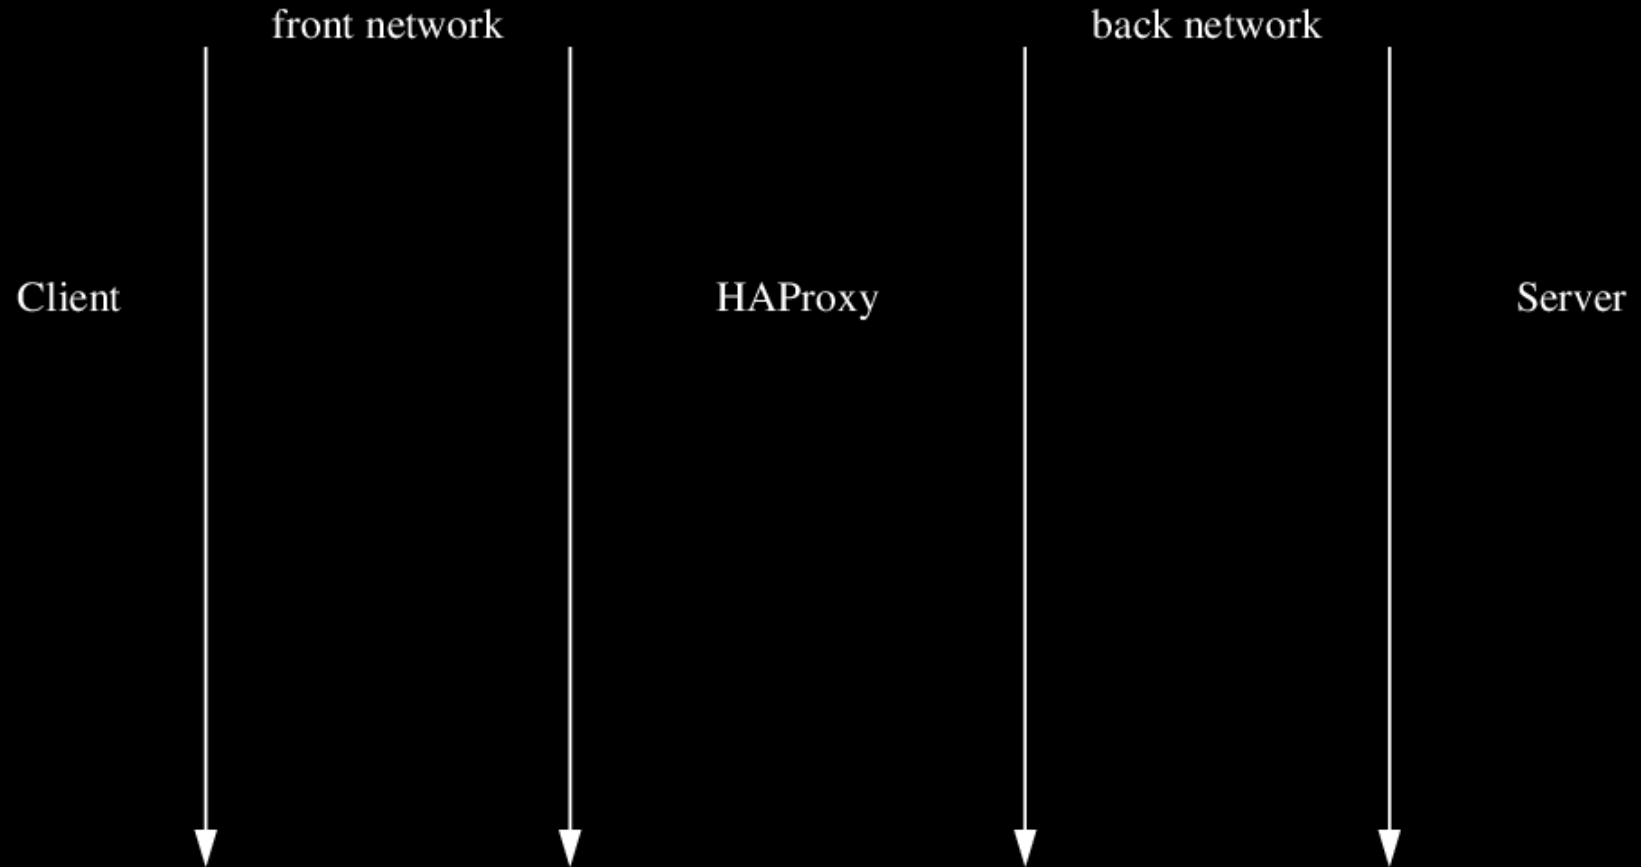 front network
back network
Client
HAProxy
Server